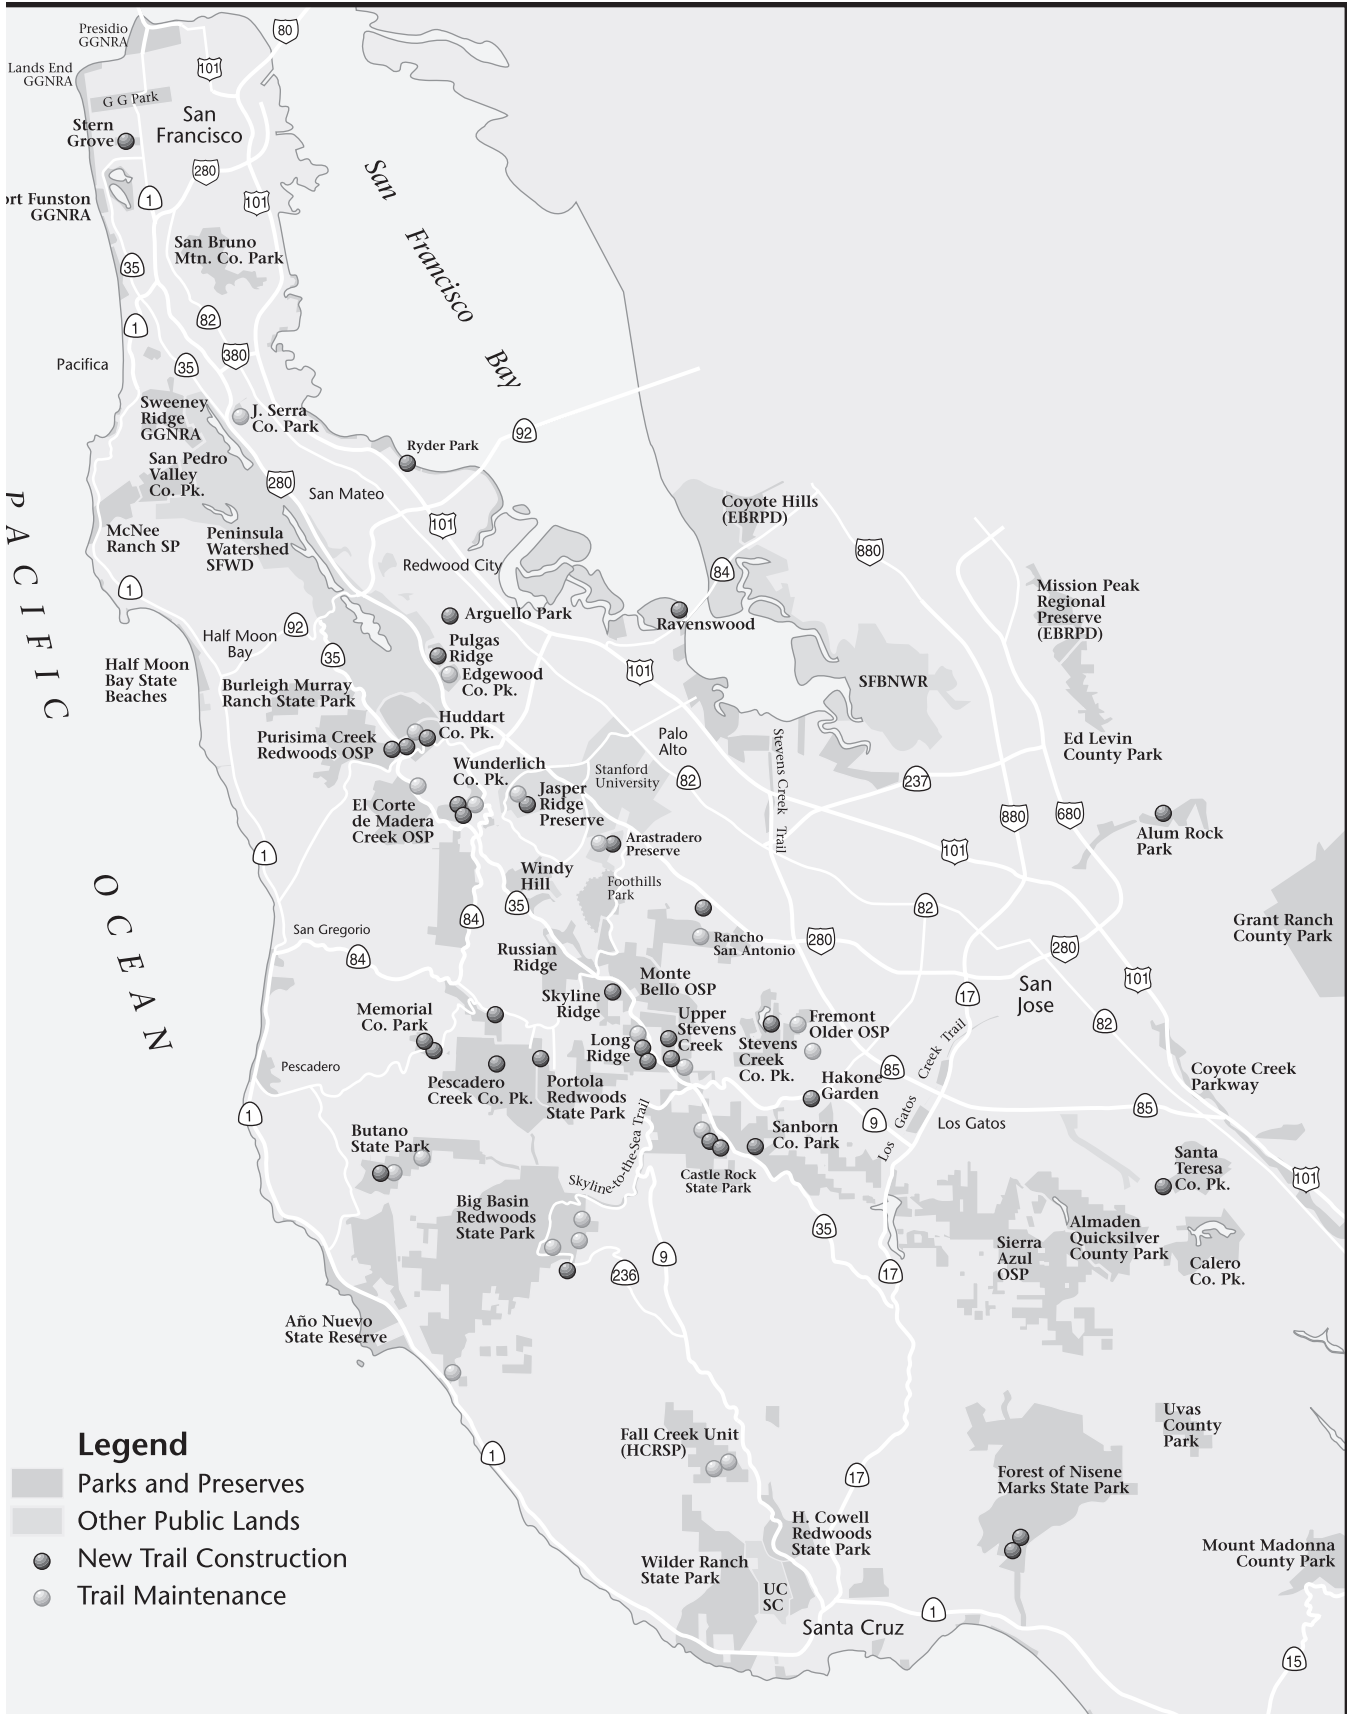 Presidio
GGNRA
80
Lands End
GGNRA
101
G G Park
San
Francisco
Stern
Grove
280
ort Funston
GGNRA
1
101
San
Francisco
Bay
San Bruno
Mtn. Co. Park
35
82
1
380
Pacifica
35
Sweeney
Ridge
GGNRA
J. Serra
Co. Park
92
Ryder Park
San Pedro
Valley
Co. Pk.
280
San Mateo
PACIFIC
OCEAN
McNee
Ranch SP
Peninsula
Watershed
SFWD
101
Redwood City
Coyote Hills
(EBRPD)
84
880
1
Mission Peak
Regional
Preserve
(EBRPD)
Arguello Park
Ravenswood
92
Half Moon
Bay
35
Pulgas
Ridge
Edgewood
Co. Pk.
101
SFBNWR
Half Moon
Bay State
Beaches
Burleigh Murray
Ranch State Park
Huddart
Co. Pk.
Purisima Creek
Redwoods OSP
Palo
Alto
Stevens Creek Trail
Ed Levin
County Park
Wunderlich
Co. Pk.
Stanford
University
82
237
El Corte
de Madera
Creek OSP
Jasper
Ridge
Preserve
880
680
Alum Rock
Park
Arastradero
Preserve
1
101
Windy
Hill
Foothills
Park
84
35
82
Grant Ranch
County Park
San Gregorio
84
Rancho
San Antonio
280
280
Russian
Ridge
101
Monte
Bello OSP
San
Jose
17
Skyline
Ridge
Memorial
Co. Park
Upper
Stevens
Creek
Fremont
Older OSP
82
Long
Ridge
Stevens
Creek
Co. Pk.
Los Gatos Creek Trail
Pescadero
Pescadero
Creek Co. Pk.
Portola
Redwoods
State Park
Hakone
Garden
85
Coyote Creek
Parkway
1
85
9
Los Gatos
Butano
State Park
Skyline-to-the-Sea Trail
Sanborn
Co. Park
Castle Rock
State Park
Santa
Teresa
Co. Pk.
101
Big Basin
Redwoods
State Park
35
Almaden
Quicksilver
County Park
Sierra
Azul
OSP
Calero
Co. Pk.
9
236
17
Año Nuevo
State Reserve
Uvas
County
Park
Fall Creek Unit
(HCRSP)
1
17
Forest of Nisene
Marks State Park
H. Cowell
Redwoods
State Park
Mount Madonna
County Park
Wilder Ranch
State Park
UC
SC
1
Santa Cruz
15
Legend
Parks and Preserves
Other Public Lands
New Trail Construction
Trail Maintenance